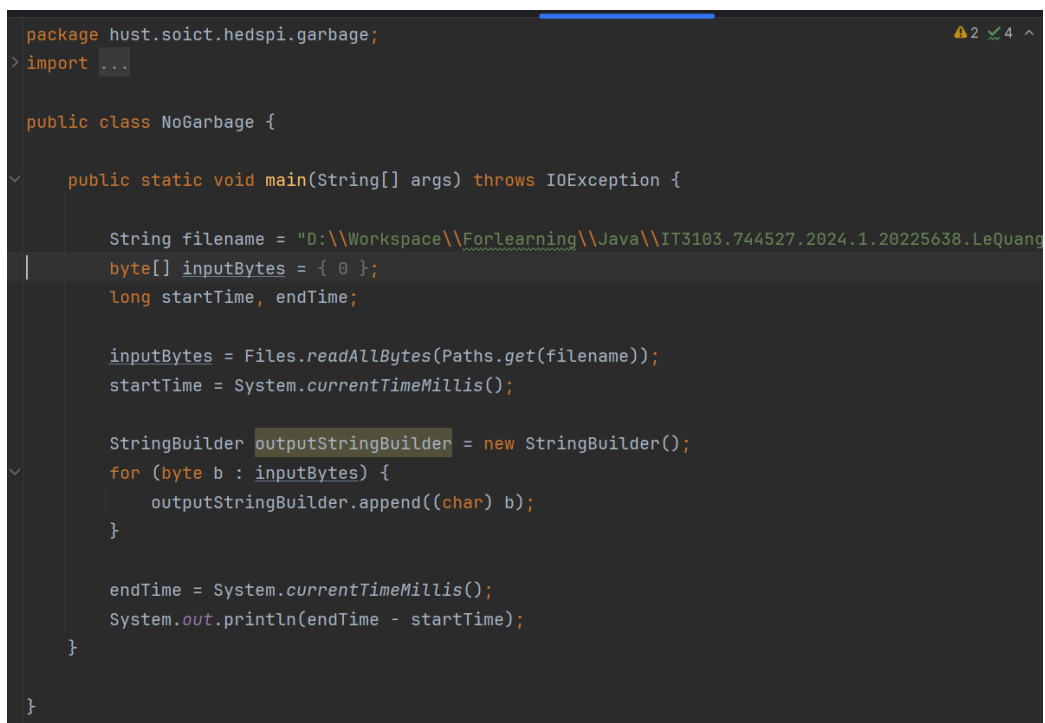 package hust.soict.hedspi.garbage;
2 4
import ...
public class NoGarbage {
public static void main(String[] args) throws IOException {
String filename = "D:\\Workspace\\Forlearning\\Java\\IT3103.744527.2024.1.20225638.LeQuang
byte[] inputBytes = { 0 };
long startTime, endTime;
inputBytes = Files.readAllBytes(Paths.get(filename));
startTime = System.currentTimeMillis();
StringBuilder outputStringBuilder = new StringBuilder();
for (byte b : inputBytes) {
outputStringBuilder.append((char) b);
}
endTime = System.currentTimeMillis();
System.out.println(endTime - startTime);
}
}